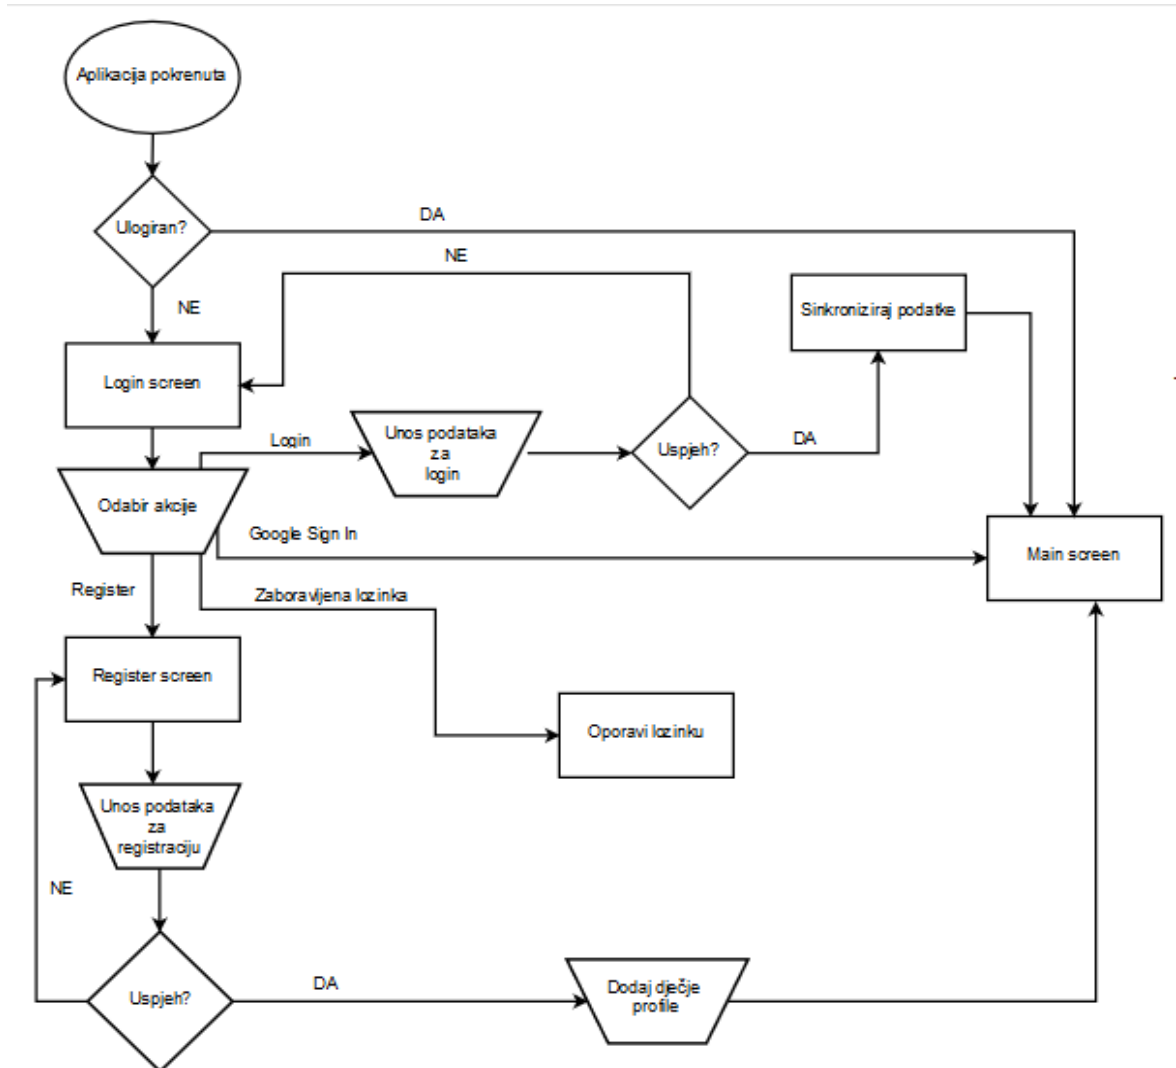 Aplikacija pokrenuta
Ulogiran?
DA
NE
NE
Sinkroniziraj podatke
Login screen
Login
Unos podataka
za
login
Uspjeh?
DA
Odabir akcije
Google Sign In
Main screen
Register
Zaboravljena lozinka
Register screen
Oporavi lozinku
Unos podataka
za
registraciju
NE
Uspjeh?
DA
Dodaj dječje
profile